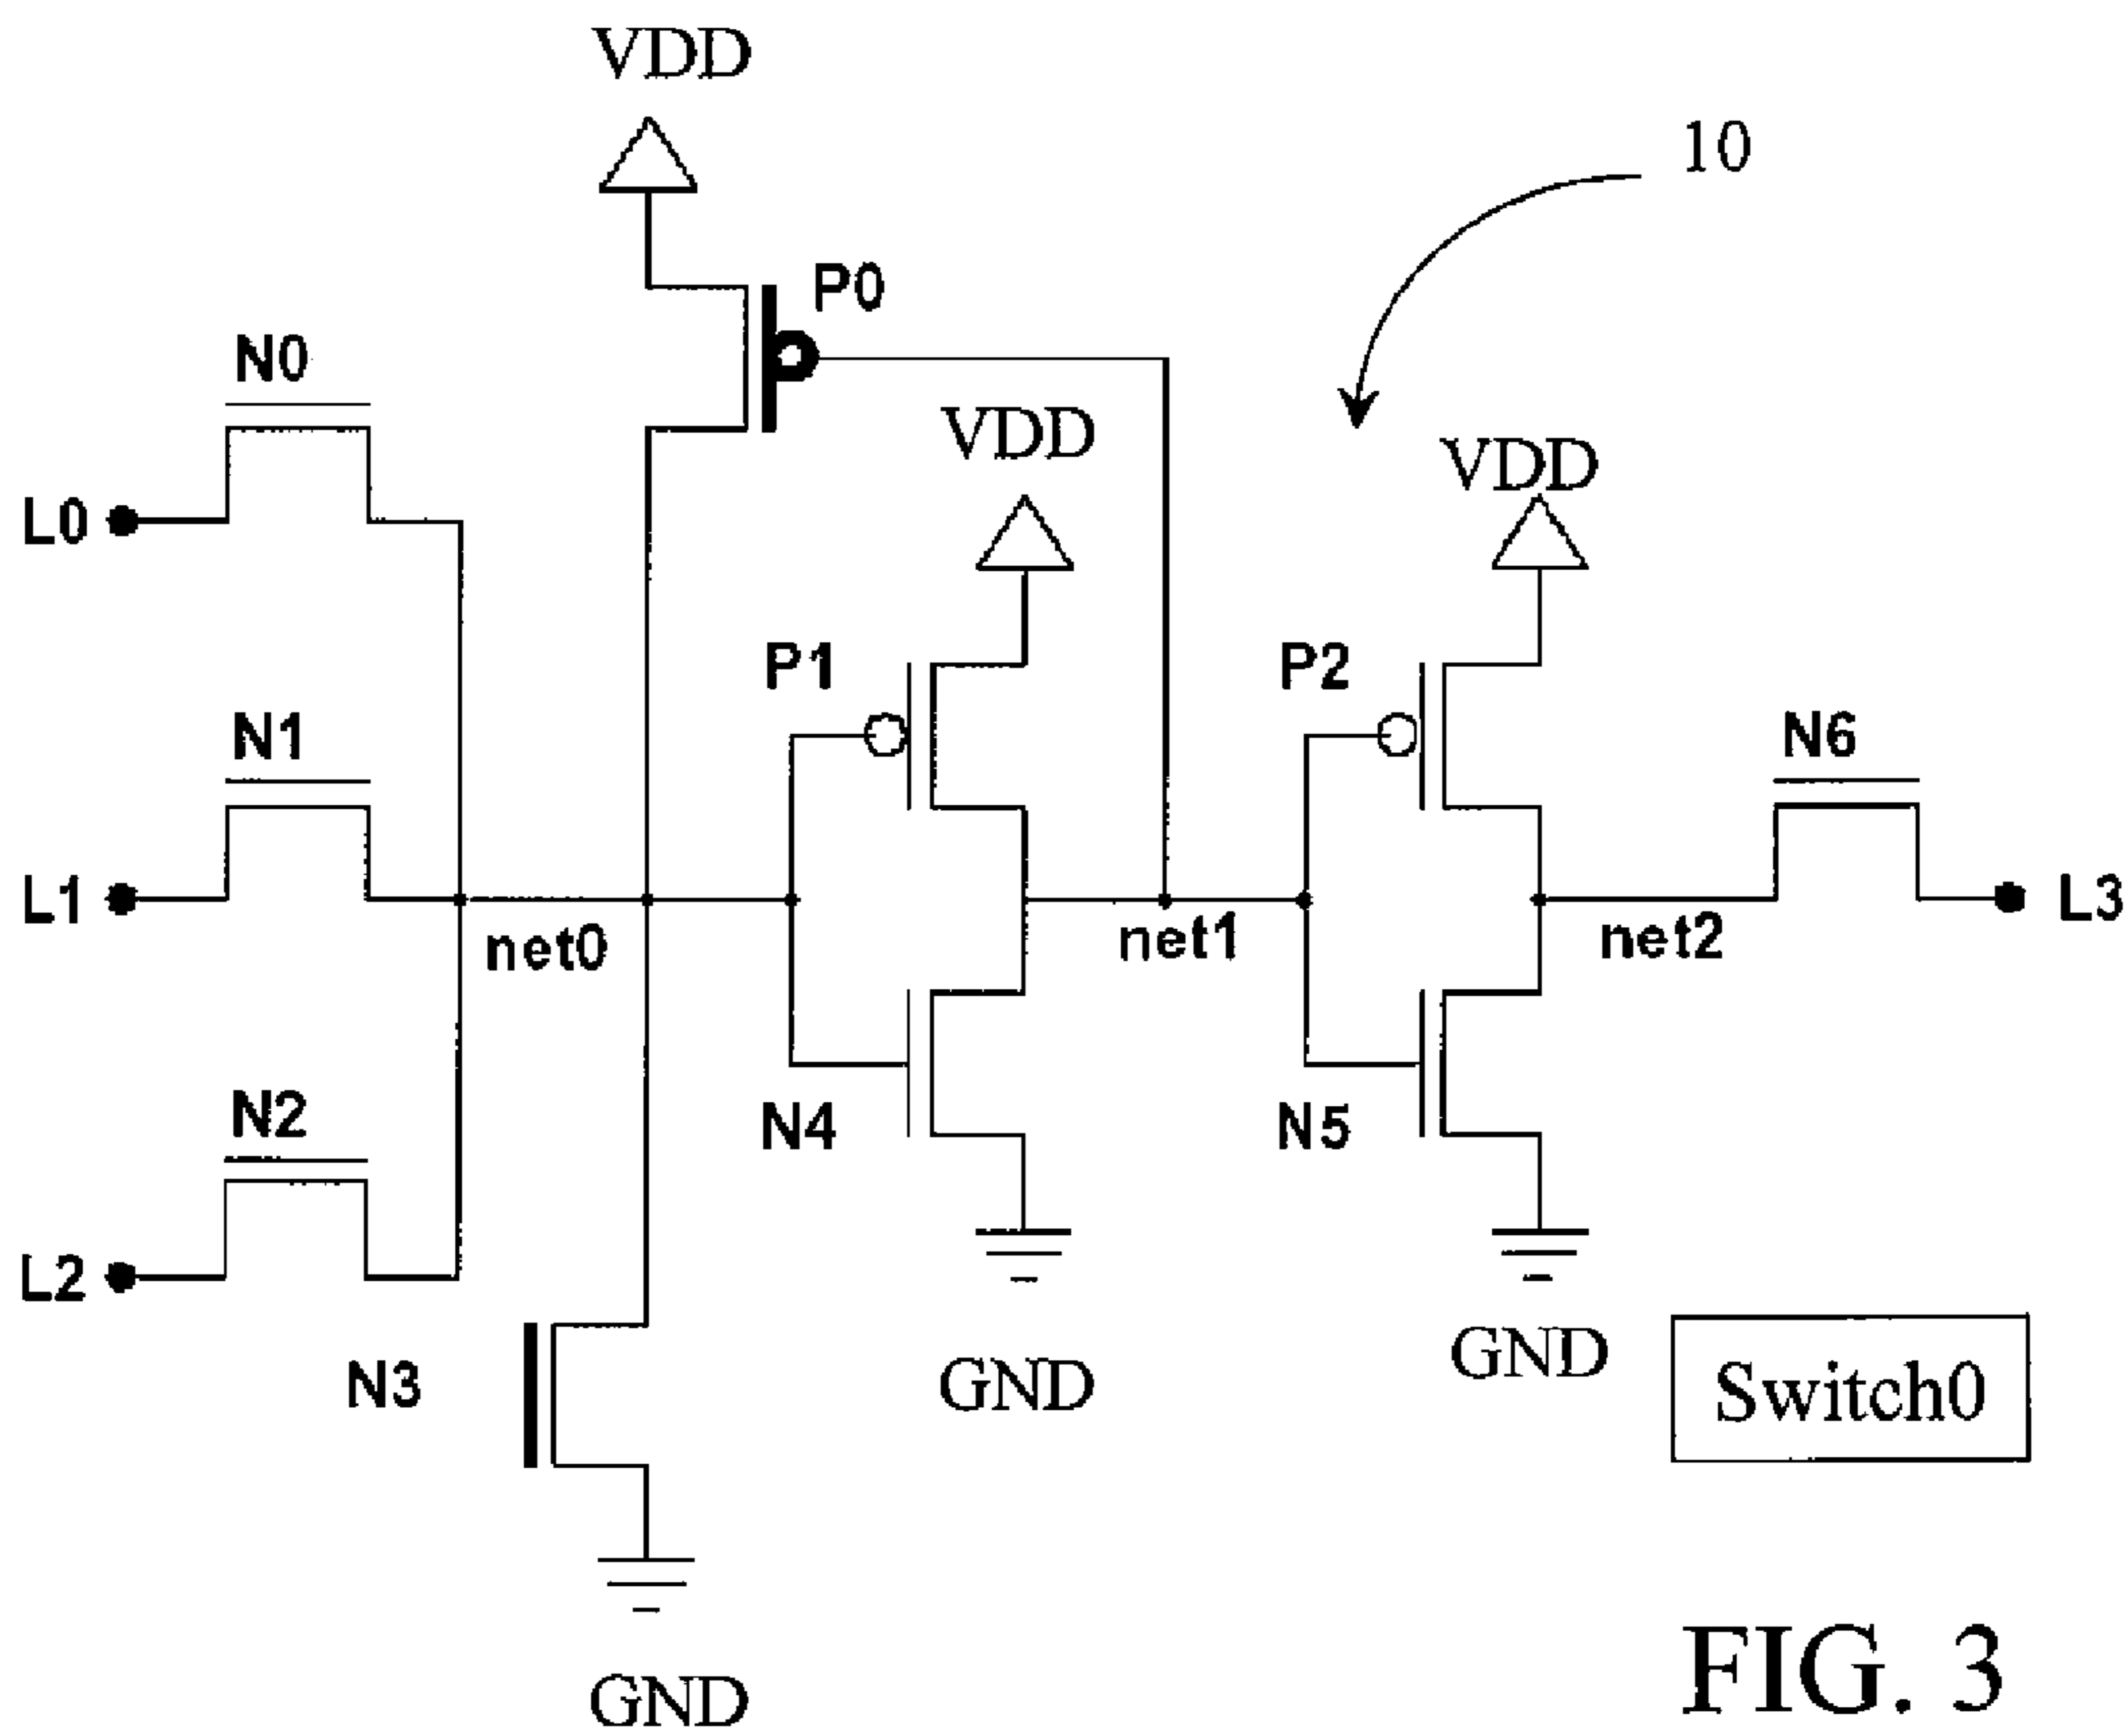 VDD
10
P0
N0
VDD
VDD
L0
P1
P2
N1
N6
L1
L3
net0
net1
net2
N2
N4
N5
L2
GND
GND
N3
Switch0
GND
FIG. 3